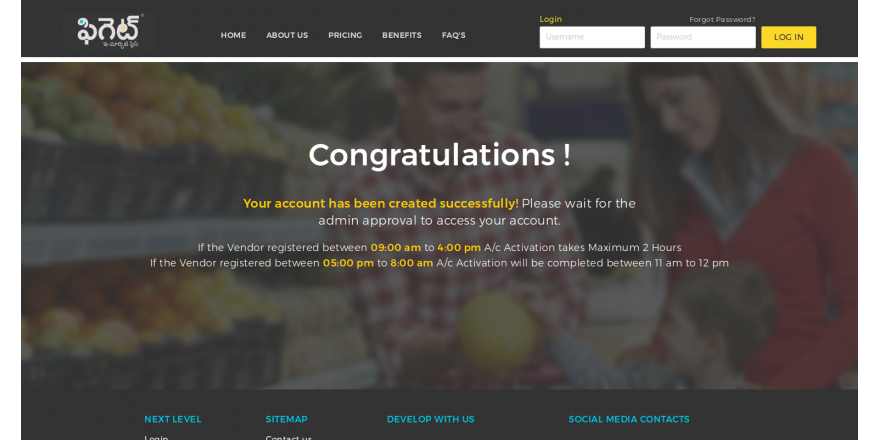 ఫిగెట్
ఇ-మార్కెట్ ప్లేస్
HOME ABOUT US PRICING BENEFITS FAQ'S
Login Forgot Password?
Username Password LOG IN
Congratulations !
Your account has been created successfully! Please wait for the
admin approval to access your account.
If the Vendor registered between 09:00 am to 4:00 pm A/c Activation takes Maximum 2 Hours
If the Vendor registered between 05:00 pm to 8:00 am A/c Activation will be completed between 11 am to 12 pm
NEXT LEVEL SITEMAP DEVELOP WITH US SOCIAL MEDIA CONTACTS
Login Contact us